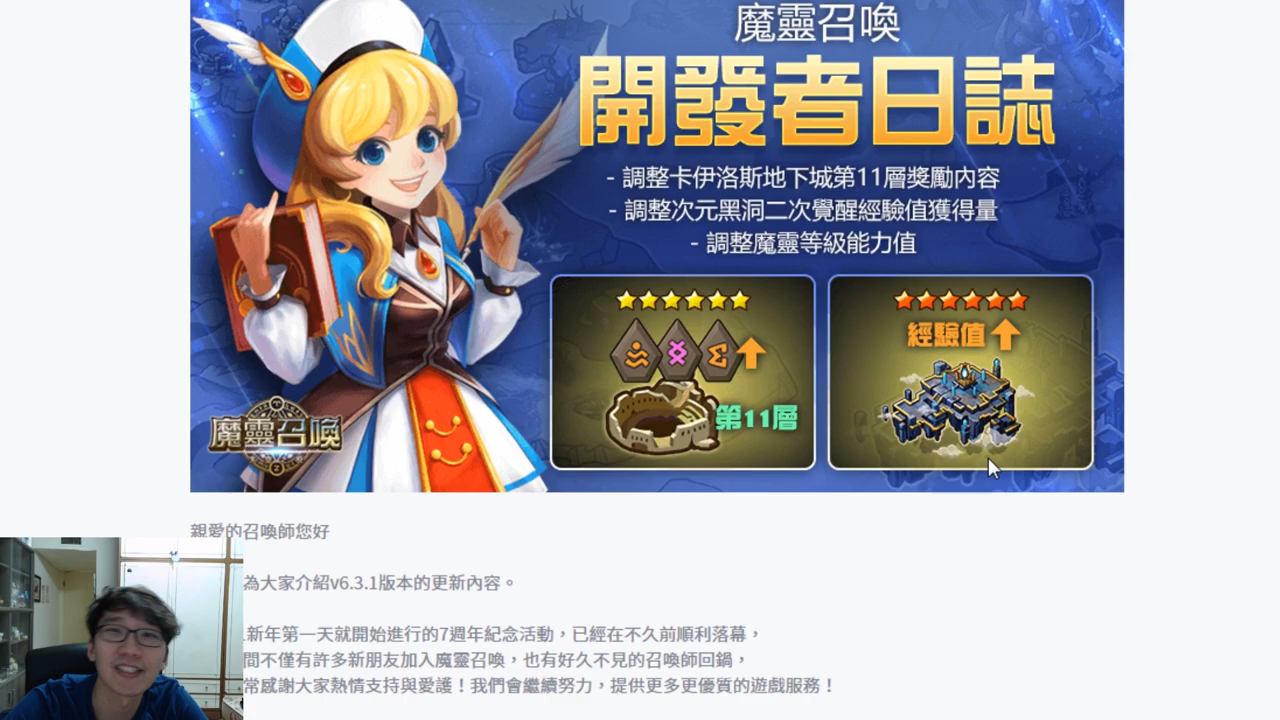 魔靈召喚
開發者日誌
- 調整卡伊洛斯地下城第11層獎勵內容
- 調整次元黑洞二次覺醒經驗值獲得量
- 調整魔靈等級能力值
經驗值
第11層
魔靈召喚
親愛的召喚師您好
為大家介紹v6.3.1版本的更新內容。
新年第一天就開始進行的7週年紀念活動，已經在不久前順利落幕，
間不僅有許多新朋友加入魔靈召喚，也有好久不見的召喚師回鍋，
常感謝大家熱情支持與愛護！我們會繼續努力，提供更多更優質的遊戲服務！